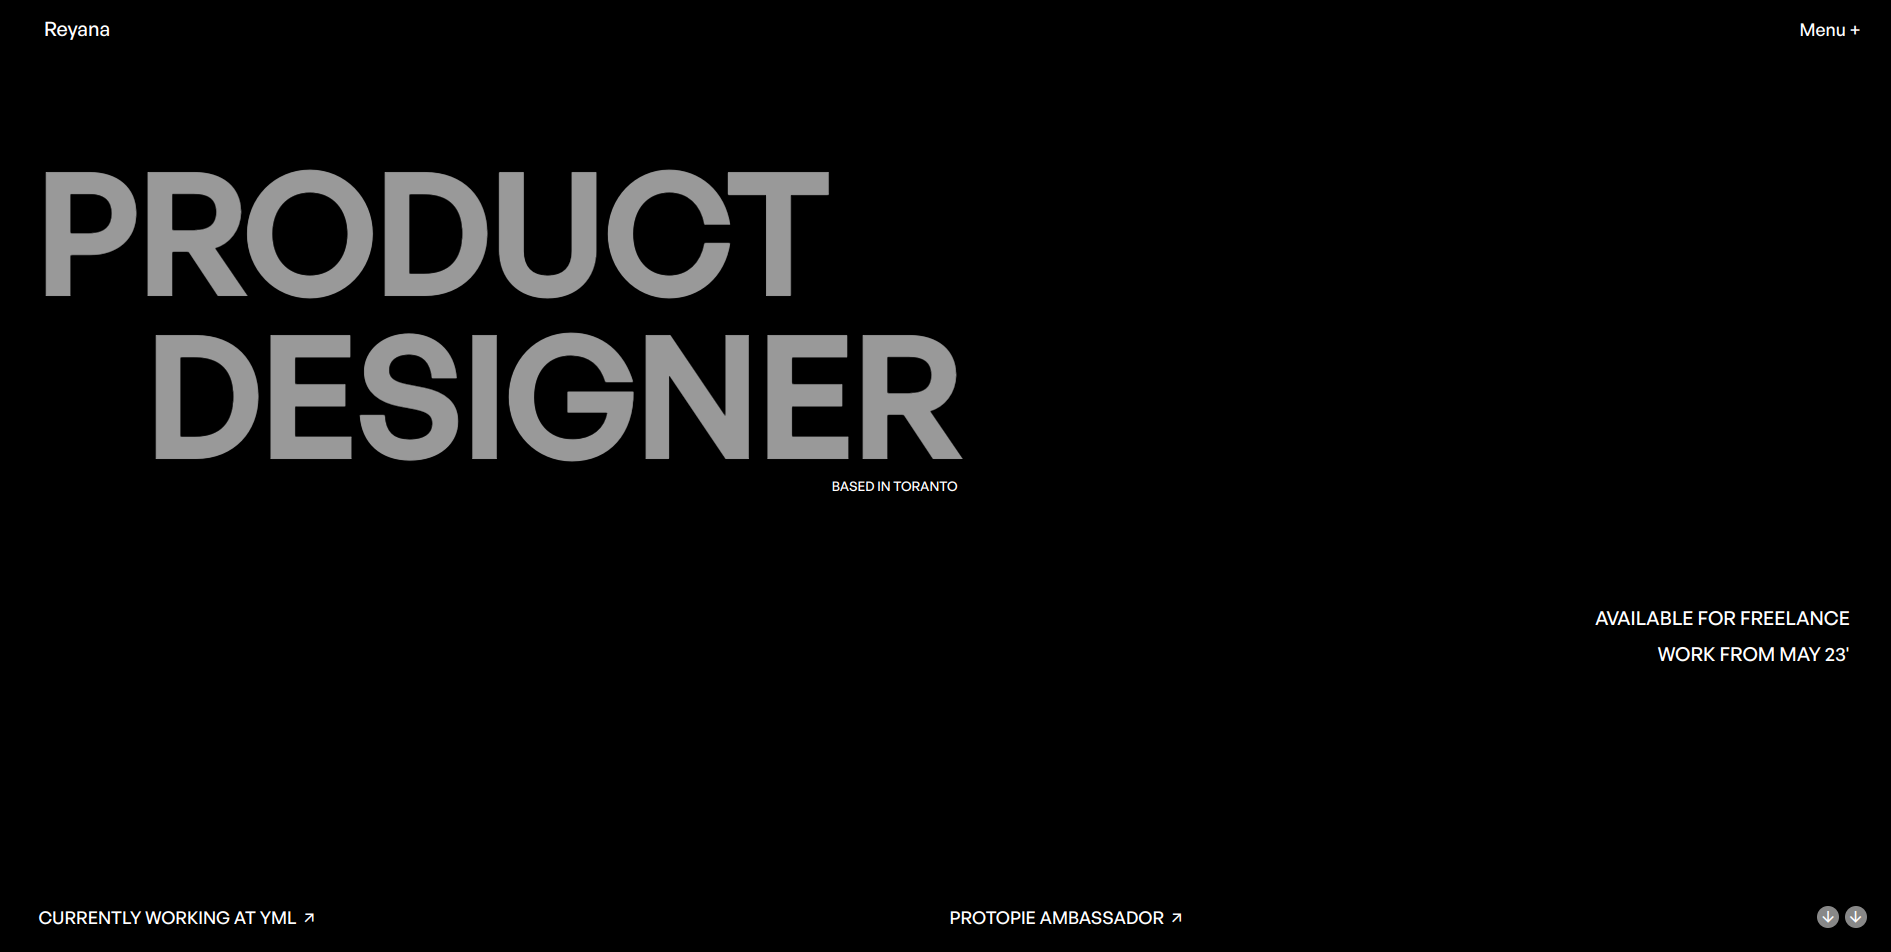 Reyana
Menu +
PRODUCT
DESIGNER
BASED IN TORANTO
AVAILABLE FOR FREELANCE
WORK FROM MAY 23'
CURRENTLY WORKING AT YML
PROTOPIE AMBASSADOR